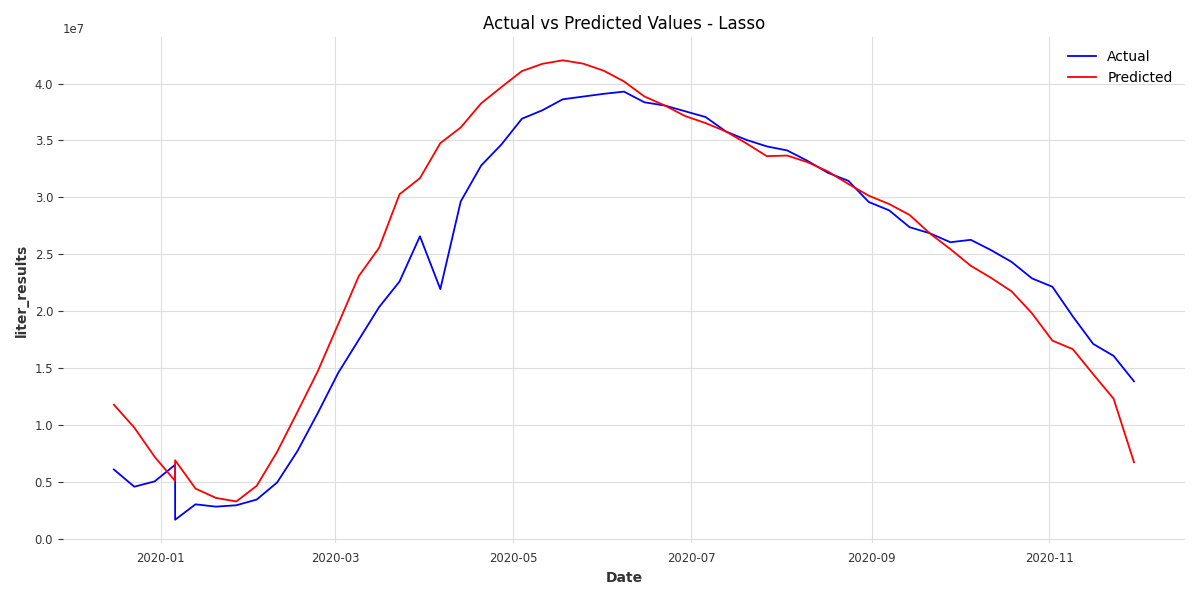 Actual vs Predicted Values - Lasso
1e7
Actual
Predicted
4.0
3.5
3.0
2.5
2.0
1.5
1.0
0.5
0.0
liter_results
2020-01 2020-03 2020-05 2020-07 2020-09 2020-11
Date